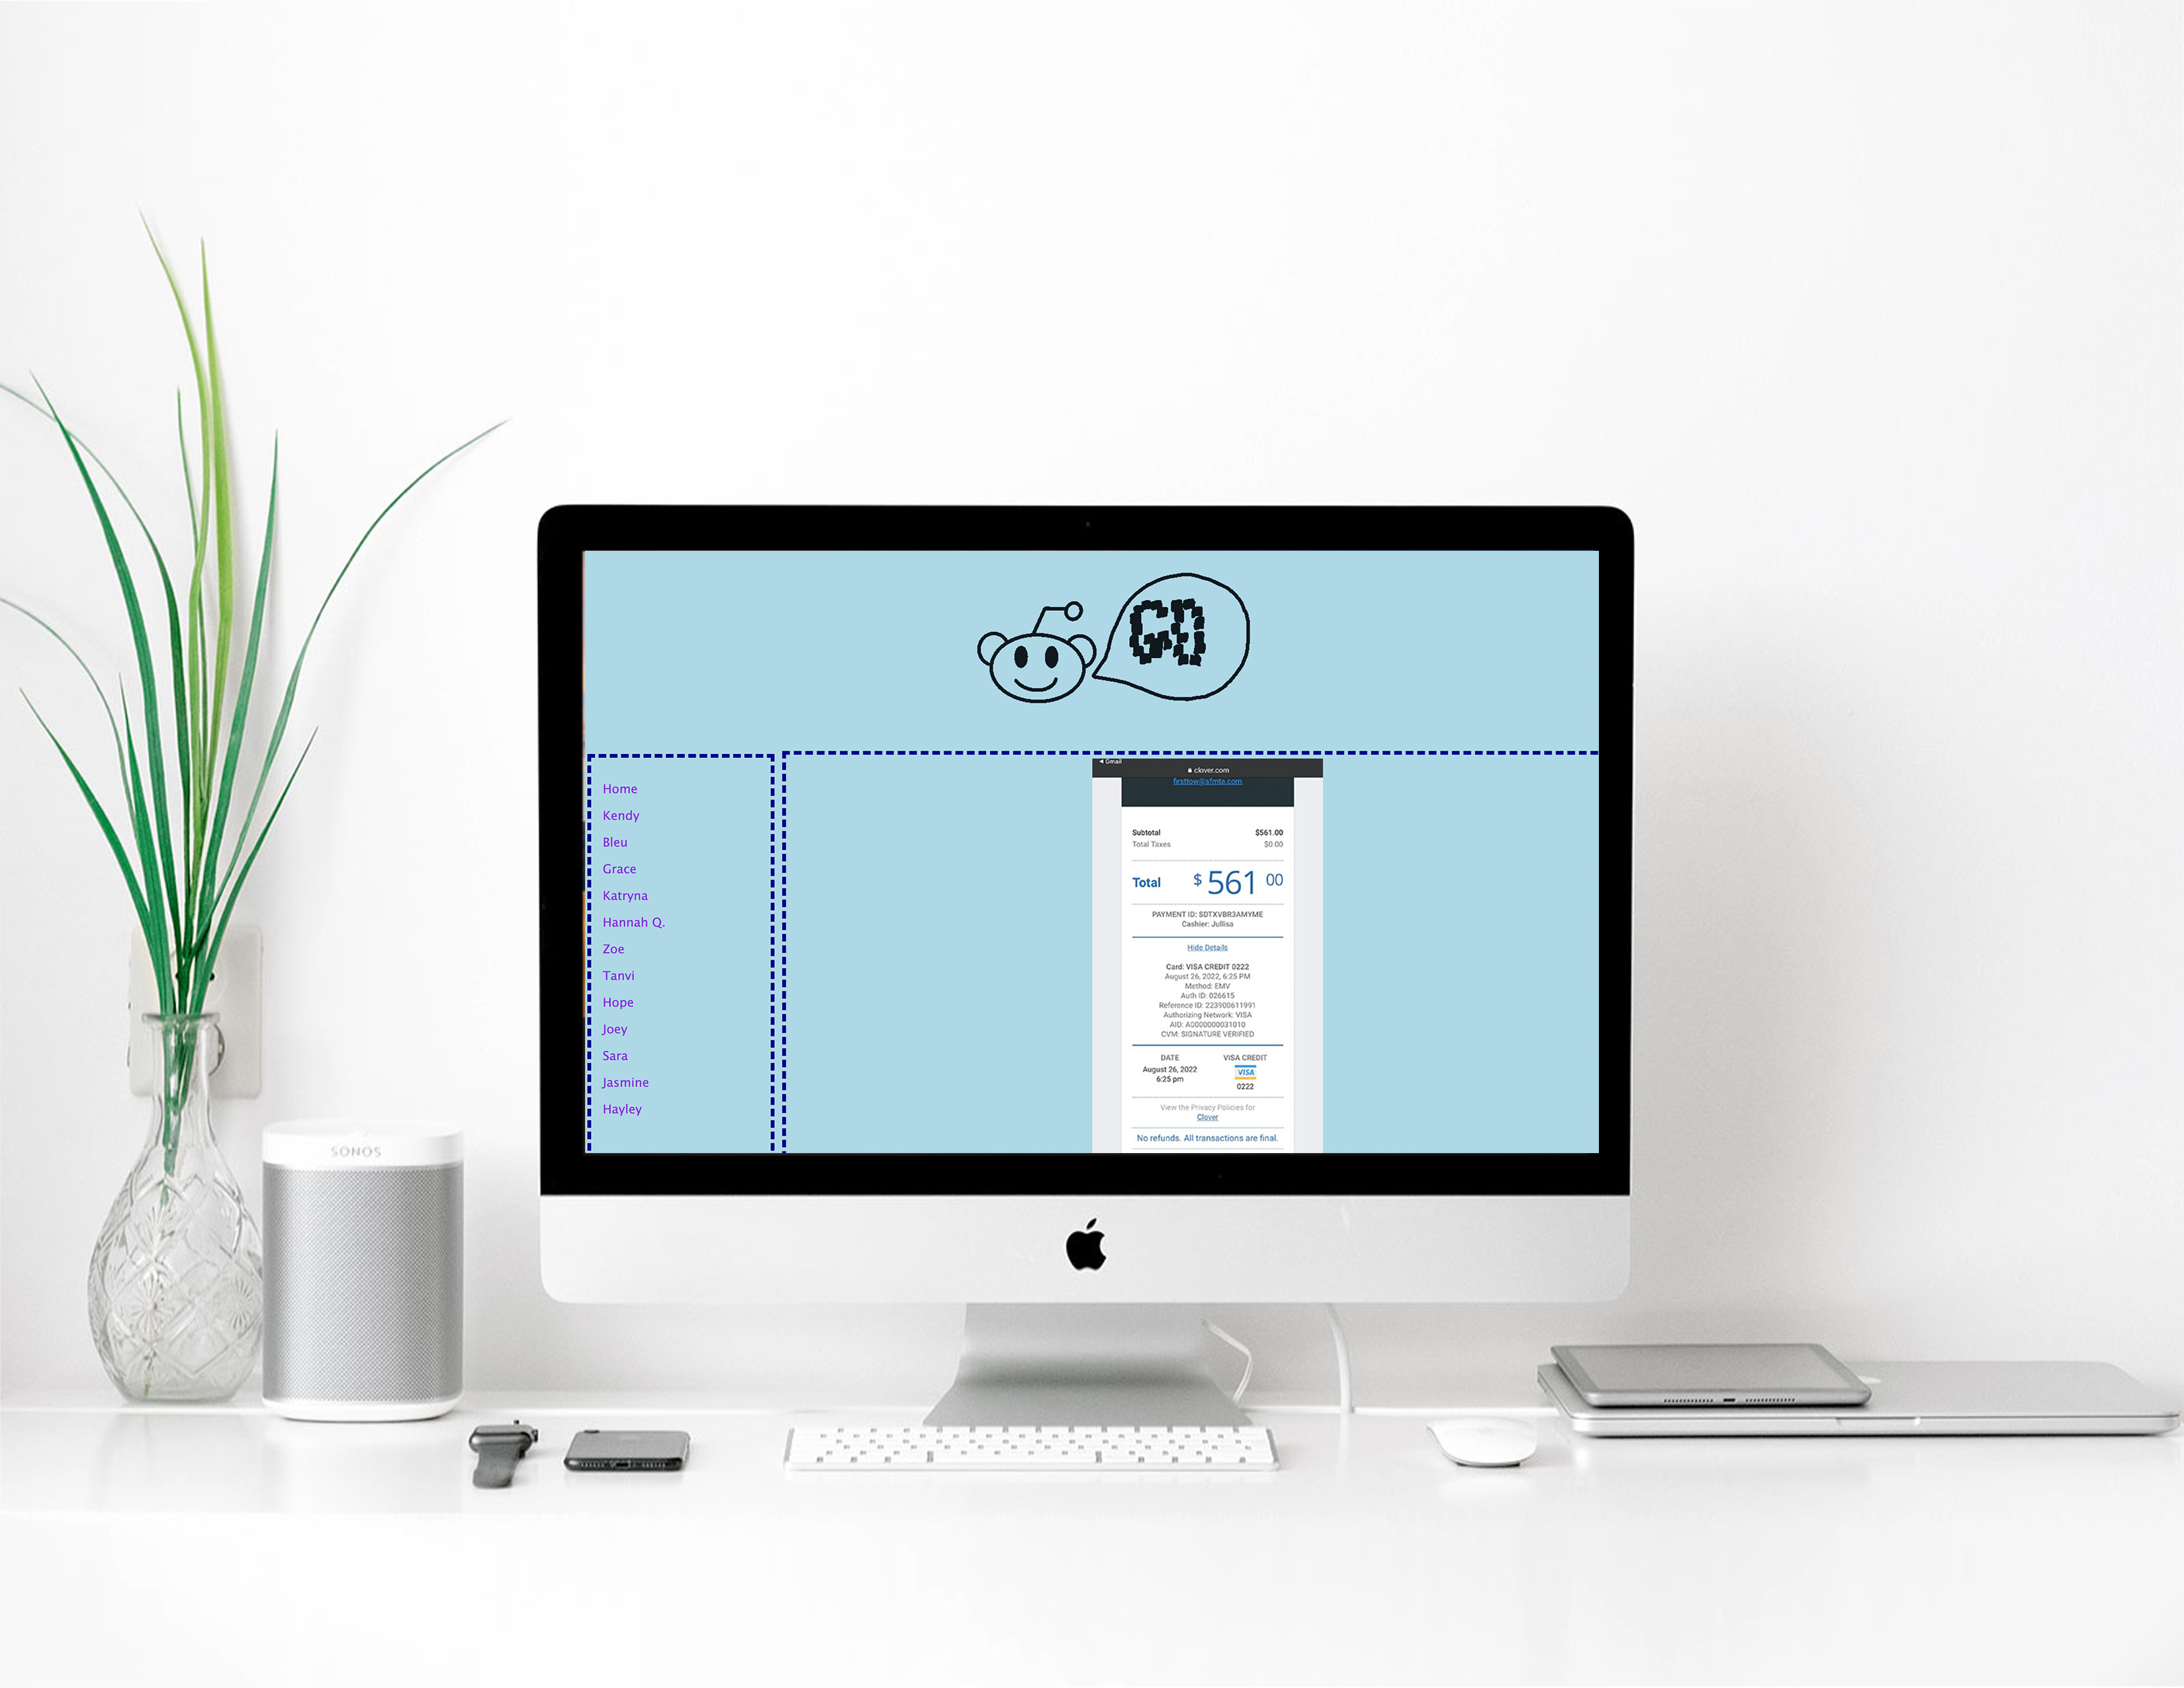 GQ
Home
Kendy
Bleu
Grace
Katryna
Hannah Q.
Zoe
Tanvi
Hope
Joey
Sara
Jasmine
Hayley
◀ Gmail
clover.com
firsttow@sfmta.com
Subtotal $561.00
Total Taxes $0.00
Total $ 561 00
PAYMENT ID: SDTXVBR3AMYME
Cashier: Jullisa
Hide Details
Card: VISA CREDIT 0222
August 26, 2022, 6:25 PM
Method: EMV
Auth ID: 026615
Reference ID: 223900611991
Authorizing Network: VISA
AID: A0000000031010
CVM: SIGNATURE VERIFIED
DATE VISA CREDIT
August 26, 2022 VISA
6:25 pm 0222
View the Privacy Policies for
Clover
No refunds. All transactions are final.
SONOS